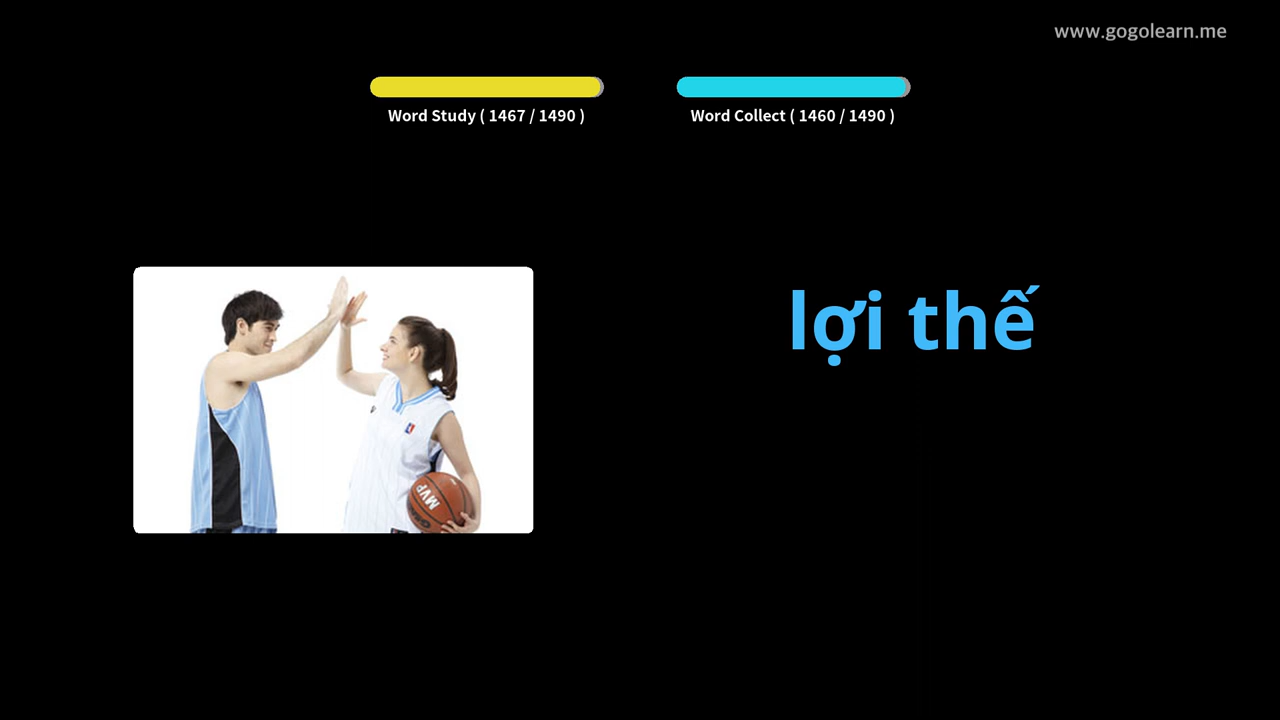 www.gogolearn.me
Word Study ( 1467 / 1490 )
Word Collect ( 1460 / 1490 )
lợi thế
MVP